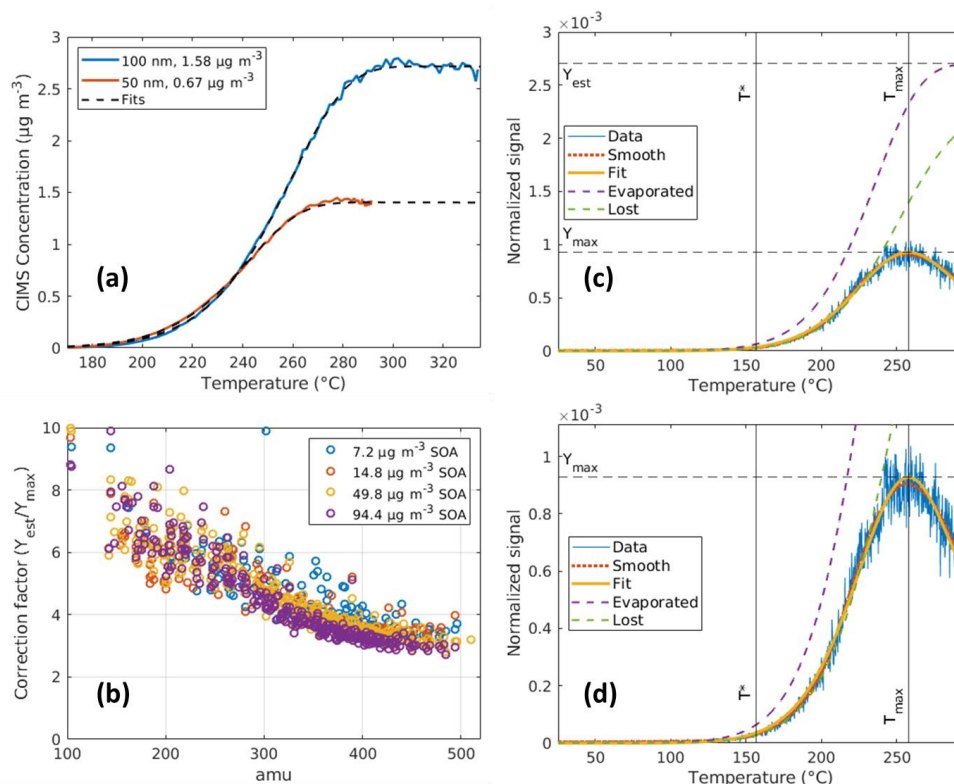 (a)
3
2.5
2
1.5
1
0.5
0
CIMS Concentration (µg m⁻³)
100 nm, 1.58 µg m⁻³
50 nm, 0.67 µg m⁻³
Fits
180
200
220
240
260
280
300
320
Temperature (°C)
(c)
×10⁻³
3
2.5
2
1.5
1
0.5
0
Normalized signal
Y_est
Y_max
T*
T_max
Data
Smooth
Fit
Evaporated
Lost
50
100
150
200
250
Temperature (°C)
(b)
10
8
6
4
2
0
Correction factor (Y_est/Y_max)
7.2 µg m⁻³ SOA
14.8 µg m⁻³ SOA
49.8 µg m⁻³ SOA
94.4 µg m⁻³ SOA
100
200
300
400
500
amu
(d)
×10⁻³
1
0.8
0.6
0.4
0.2
0
Normalized signal
Y_max
Data
Smooth
Fit
Evaporated
Lost
T*
T_max
50
100
150
200
250
Temperature (°C)